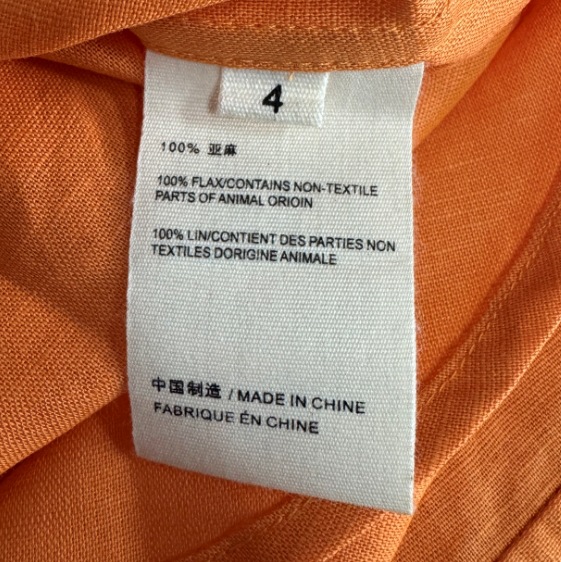 4
100% 亚麻
100% FLAX/CONTAINS NON-TEXTILE
PARTS OF ANIMAL ORIOIN
100% LIN/CONTIENT DES PARTIES NON
TEXTILES DORIGINE ANIMALE
中国制造 / MADE IN CHINE
FABRIQUE ÉN CHINE